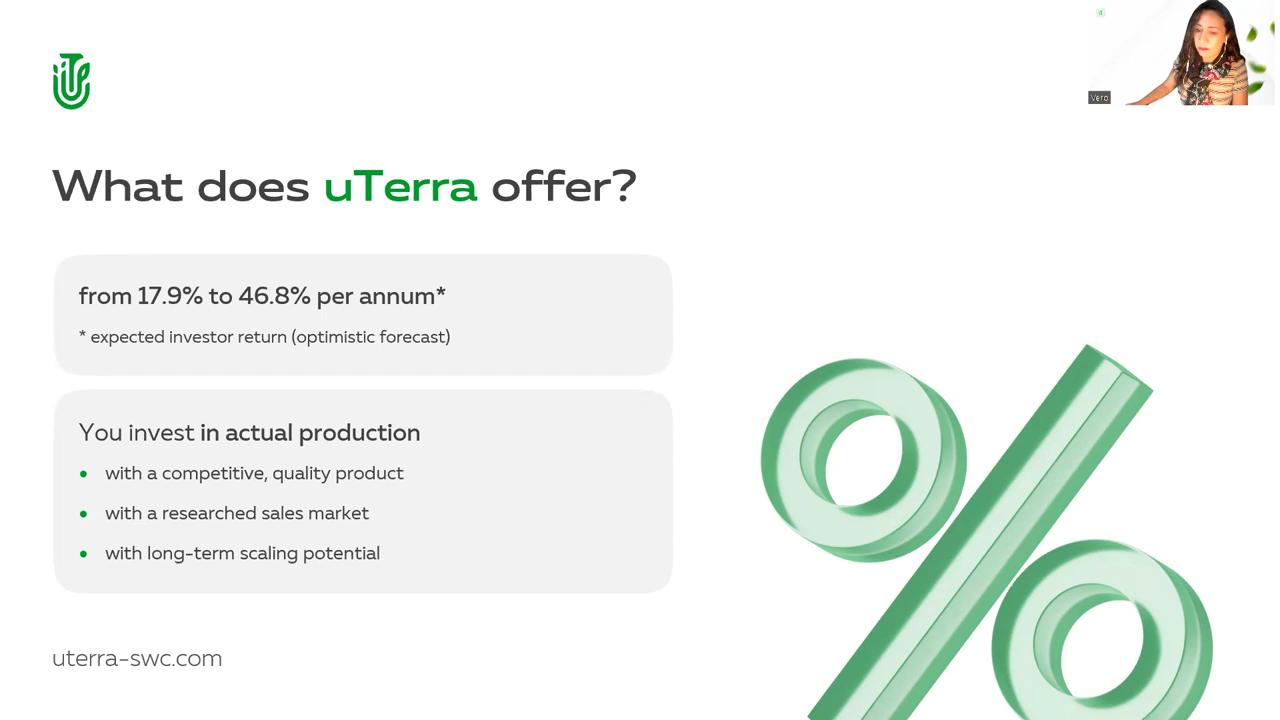 Vero
What does uTerra offer?
from 17.9% to 46.8% per annum*
* expected investor return (optimistic forecast)
You invest in actual production
with a competitive, quality product
with a researched sales market
with long-term scaling potential
uterra-swc.com